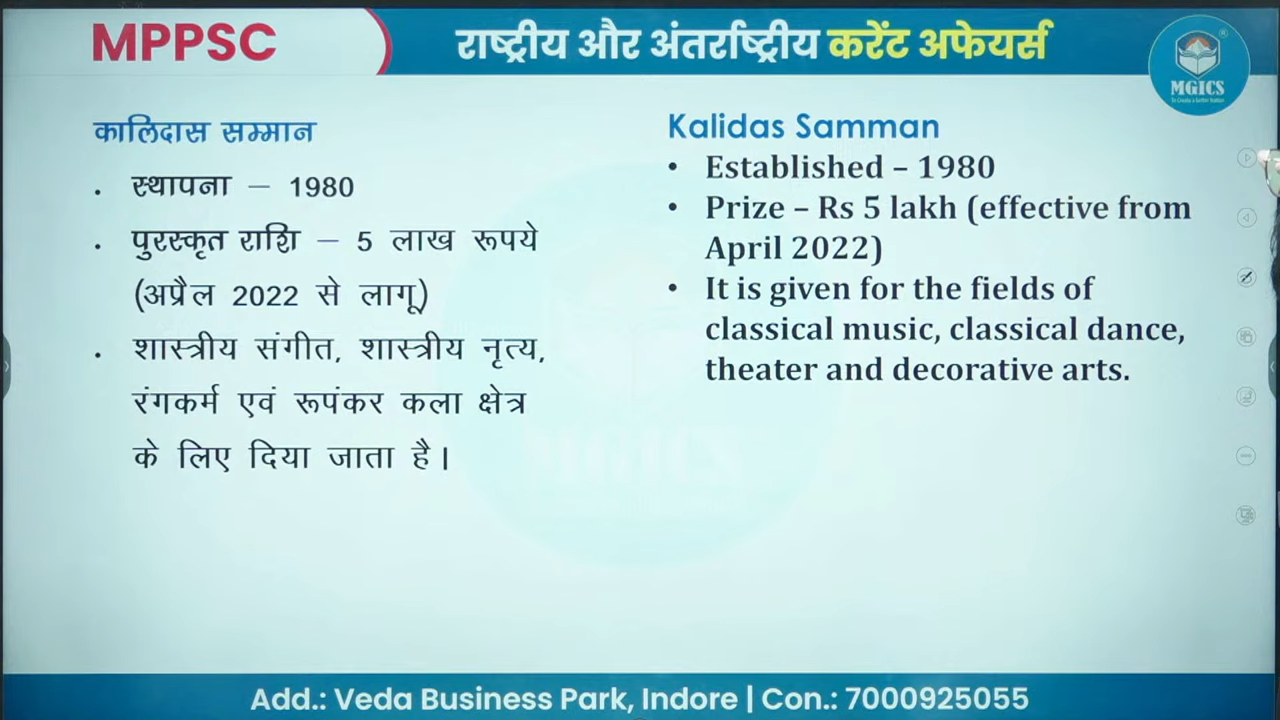 MPPSC
राष्ट्रीय और अंतर्राष्ट्रीय करेंट अफेयर्स
MGICS
कालिदास सम्मान
. स्थापना – 1980
. पुरस्कृत राशि – 5 लाख रूपये
(अप्रैल 2022 से लागू)
. शास्त्रीय संगीत, शास्त्रीय नृत्य,
रंगकर्म एवं रूपंकर कला क्षेत्र
के लिए दिया जाता है।
Kalidas Samman
• Established – 1980
• Prize – Rs 5 lakh (effective from
April 2022)
• It is given for the fields of
classical music, classical dance,
theater and decorative arts.
MGICS
Add.: Veda Business Park, Indore | Con.: 7000925055